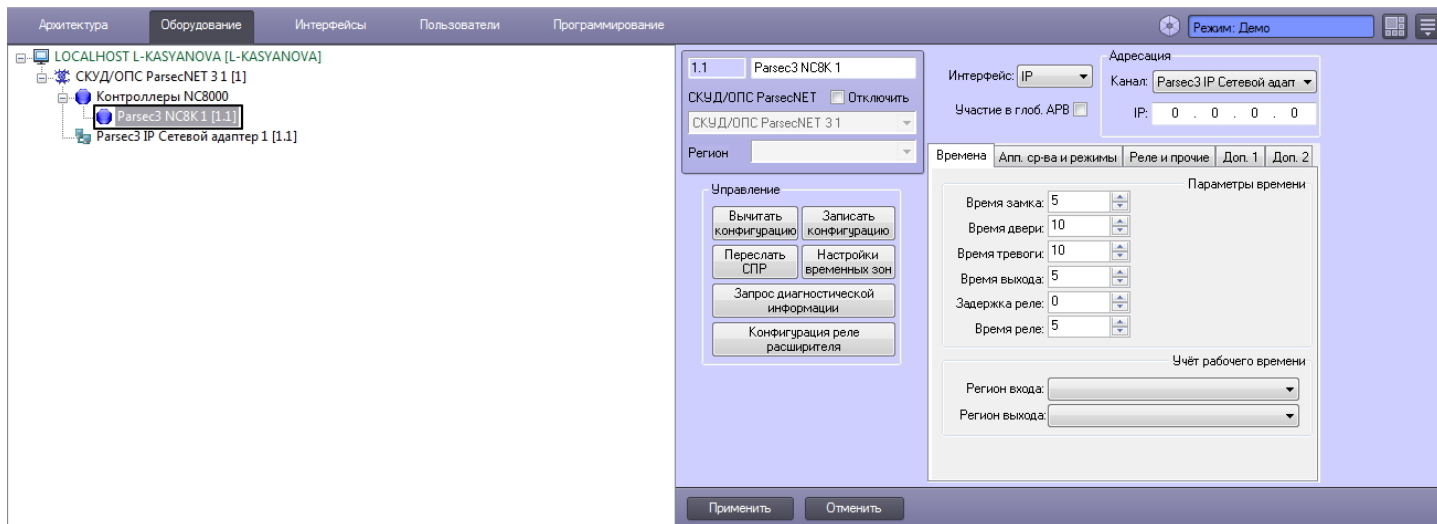 Архитектура
Оборудование
Интерфейсы
Пользователи
Программирование
Режим: Демо
LOCALHOST L-KASYANOVA [L-KASYANOVA]
СКУД/ОПС ParsecNET 3 1 [1]
Контроллеры NC8000
Parsec3 NC8K 1 [1.1]
Parsec3 IP Сетевой адаптер 1 [1.1]
1.1
Parsec3 NC8K 1
СКУД/ОПС ParsecNET
Отключить
СКУД/ОПС ParsecNET 3 1
Регион
Управление
Вычитать
конфигурацию
Записать
конфигурацию
Переслать
СПР
Настройки
временных зон
Запрос диагностической
информации
Конфигурация реле
расширителя
Интерфейс: IP
Участие в глоб. APB
Адресация
Канал: Parsec3 IP Сетевой адап
IP: 0 . 0 . 0 . 0
Времена
Апп. ср-ва и режимы
Реле и прочие
Доп. 1
Доп. 2
Параметры времени
Время замка: 5
Время двери: 10
Время тревоги: 10
Время выхода: 5
Задержка реле: 0
Время реле: 5
Учёт рабочего времени
Регион входа:
Регион выхода:
Применить
Отменить